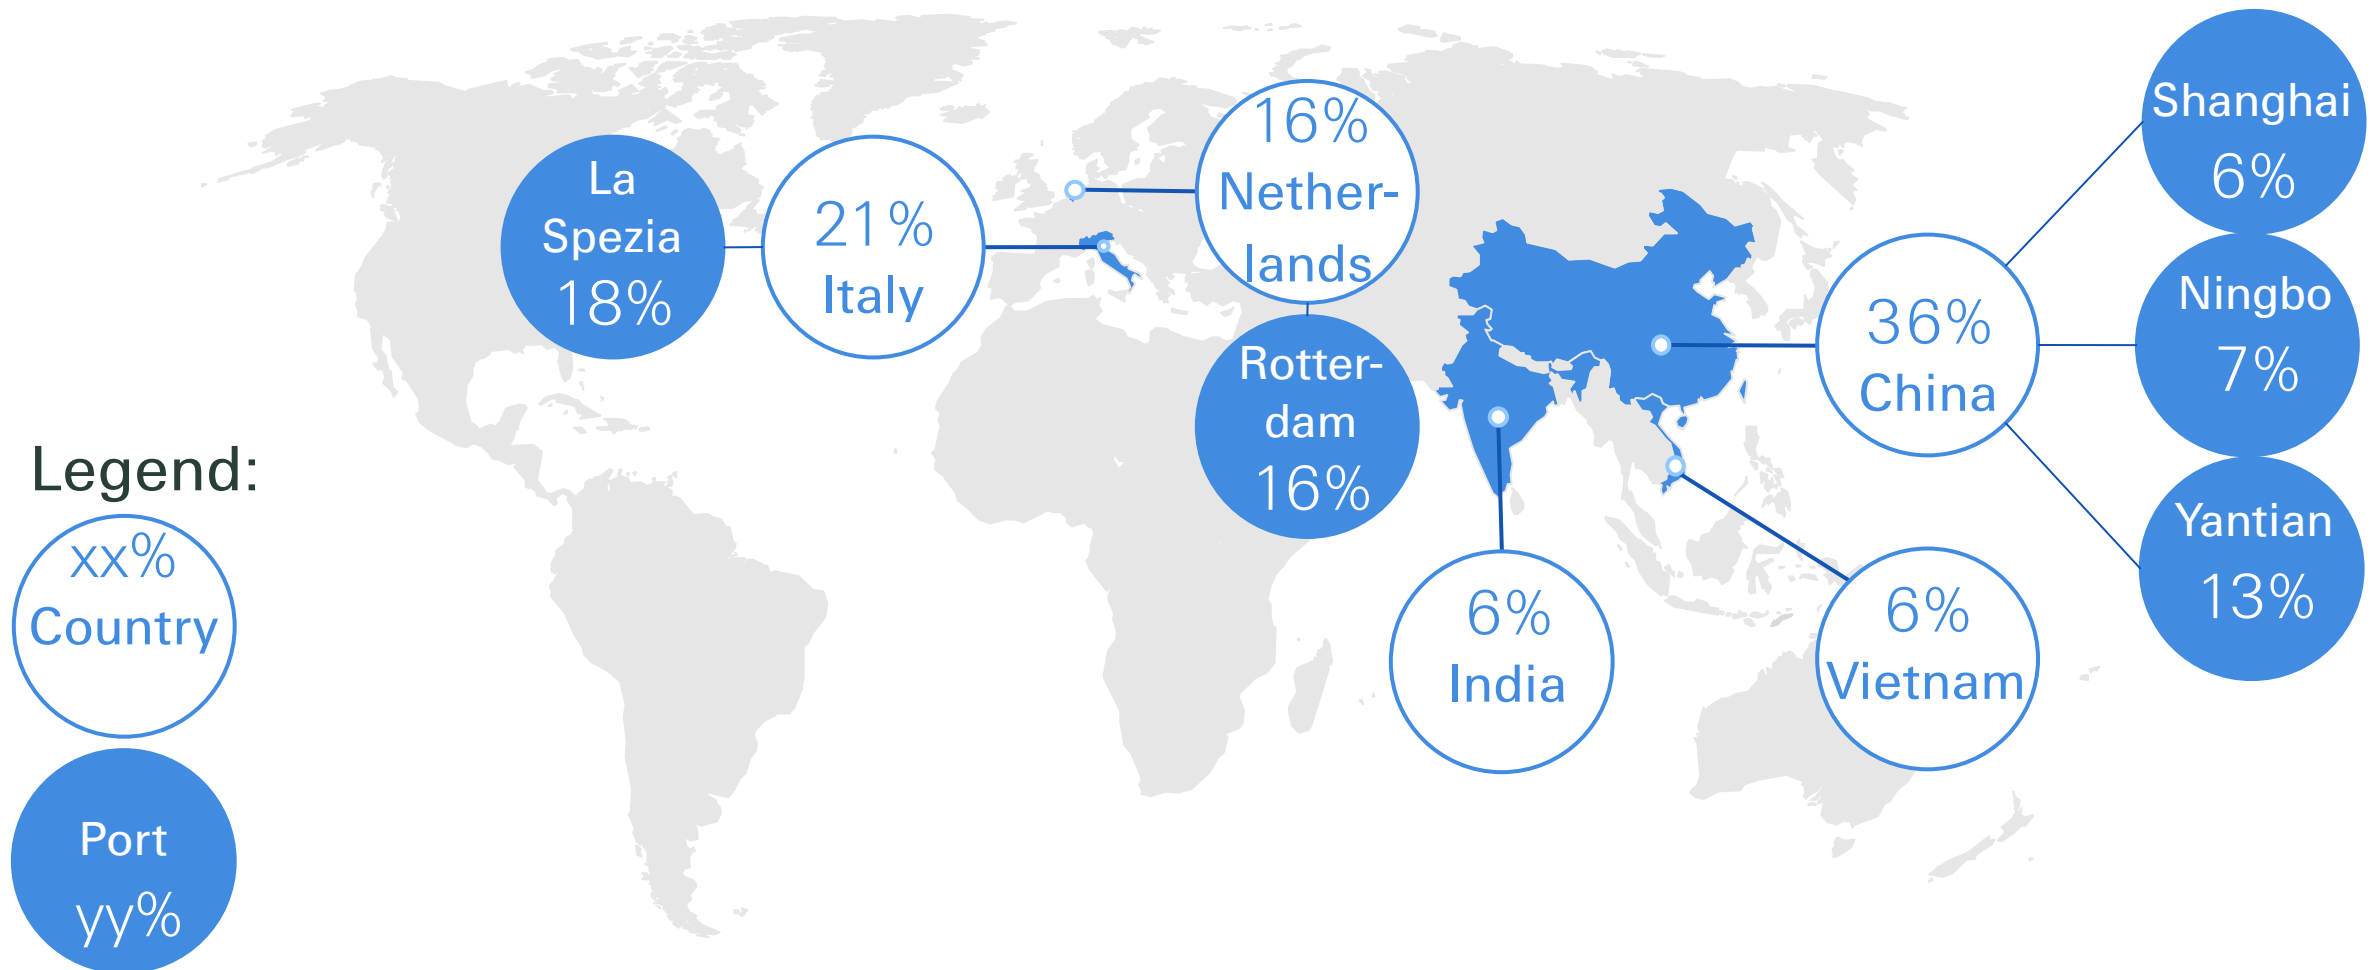 La
Spezia
18%
21%
Italy
16%
Nether-
lands
Rotter-
dam
16%
36%
China
Shanghai
6%
Ningbo
7%
Yantian
13%
6%
India
6%
Vietnam
Legend:
xx%
Country
Port
yy%